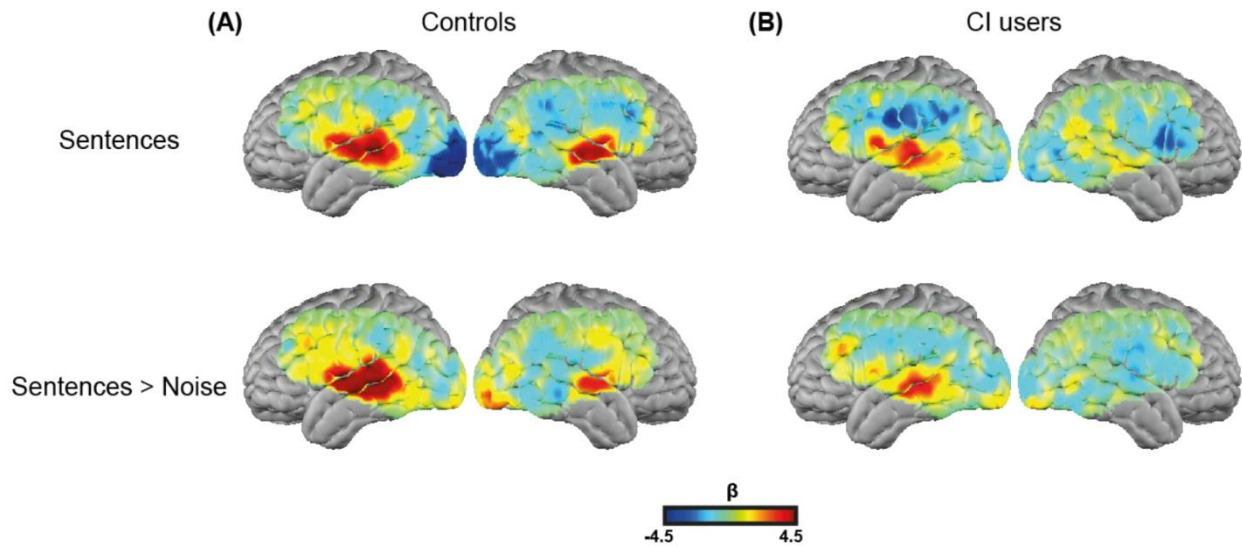 (A) Controls
(B) CI users
Sentences
Sentences > Noise
β
-4.5 4.5